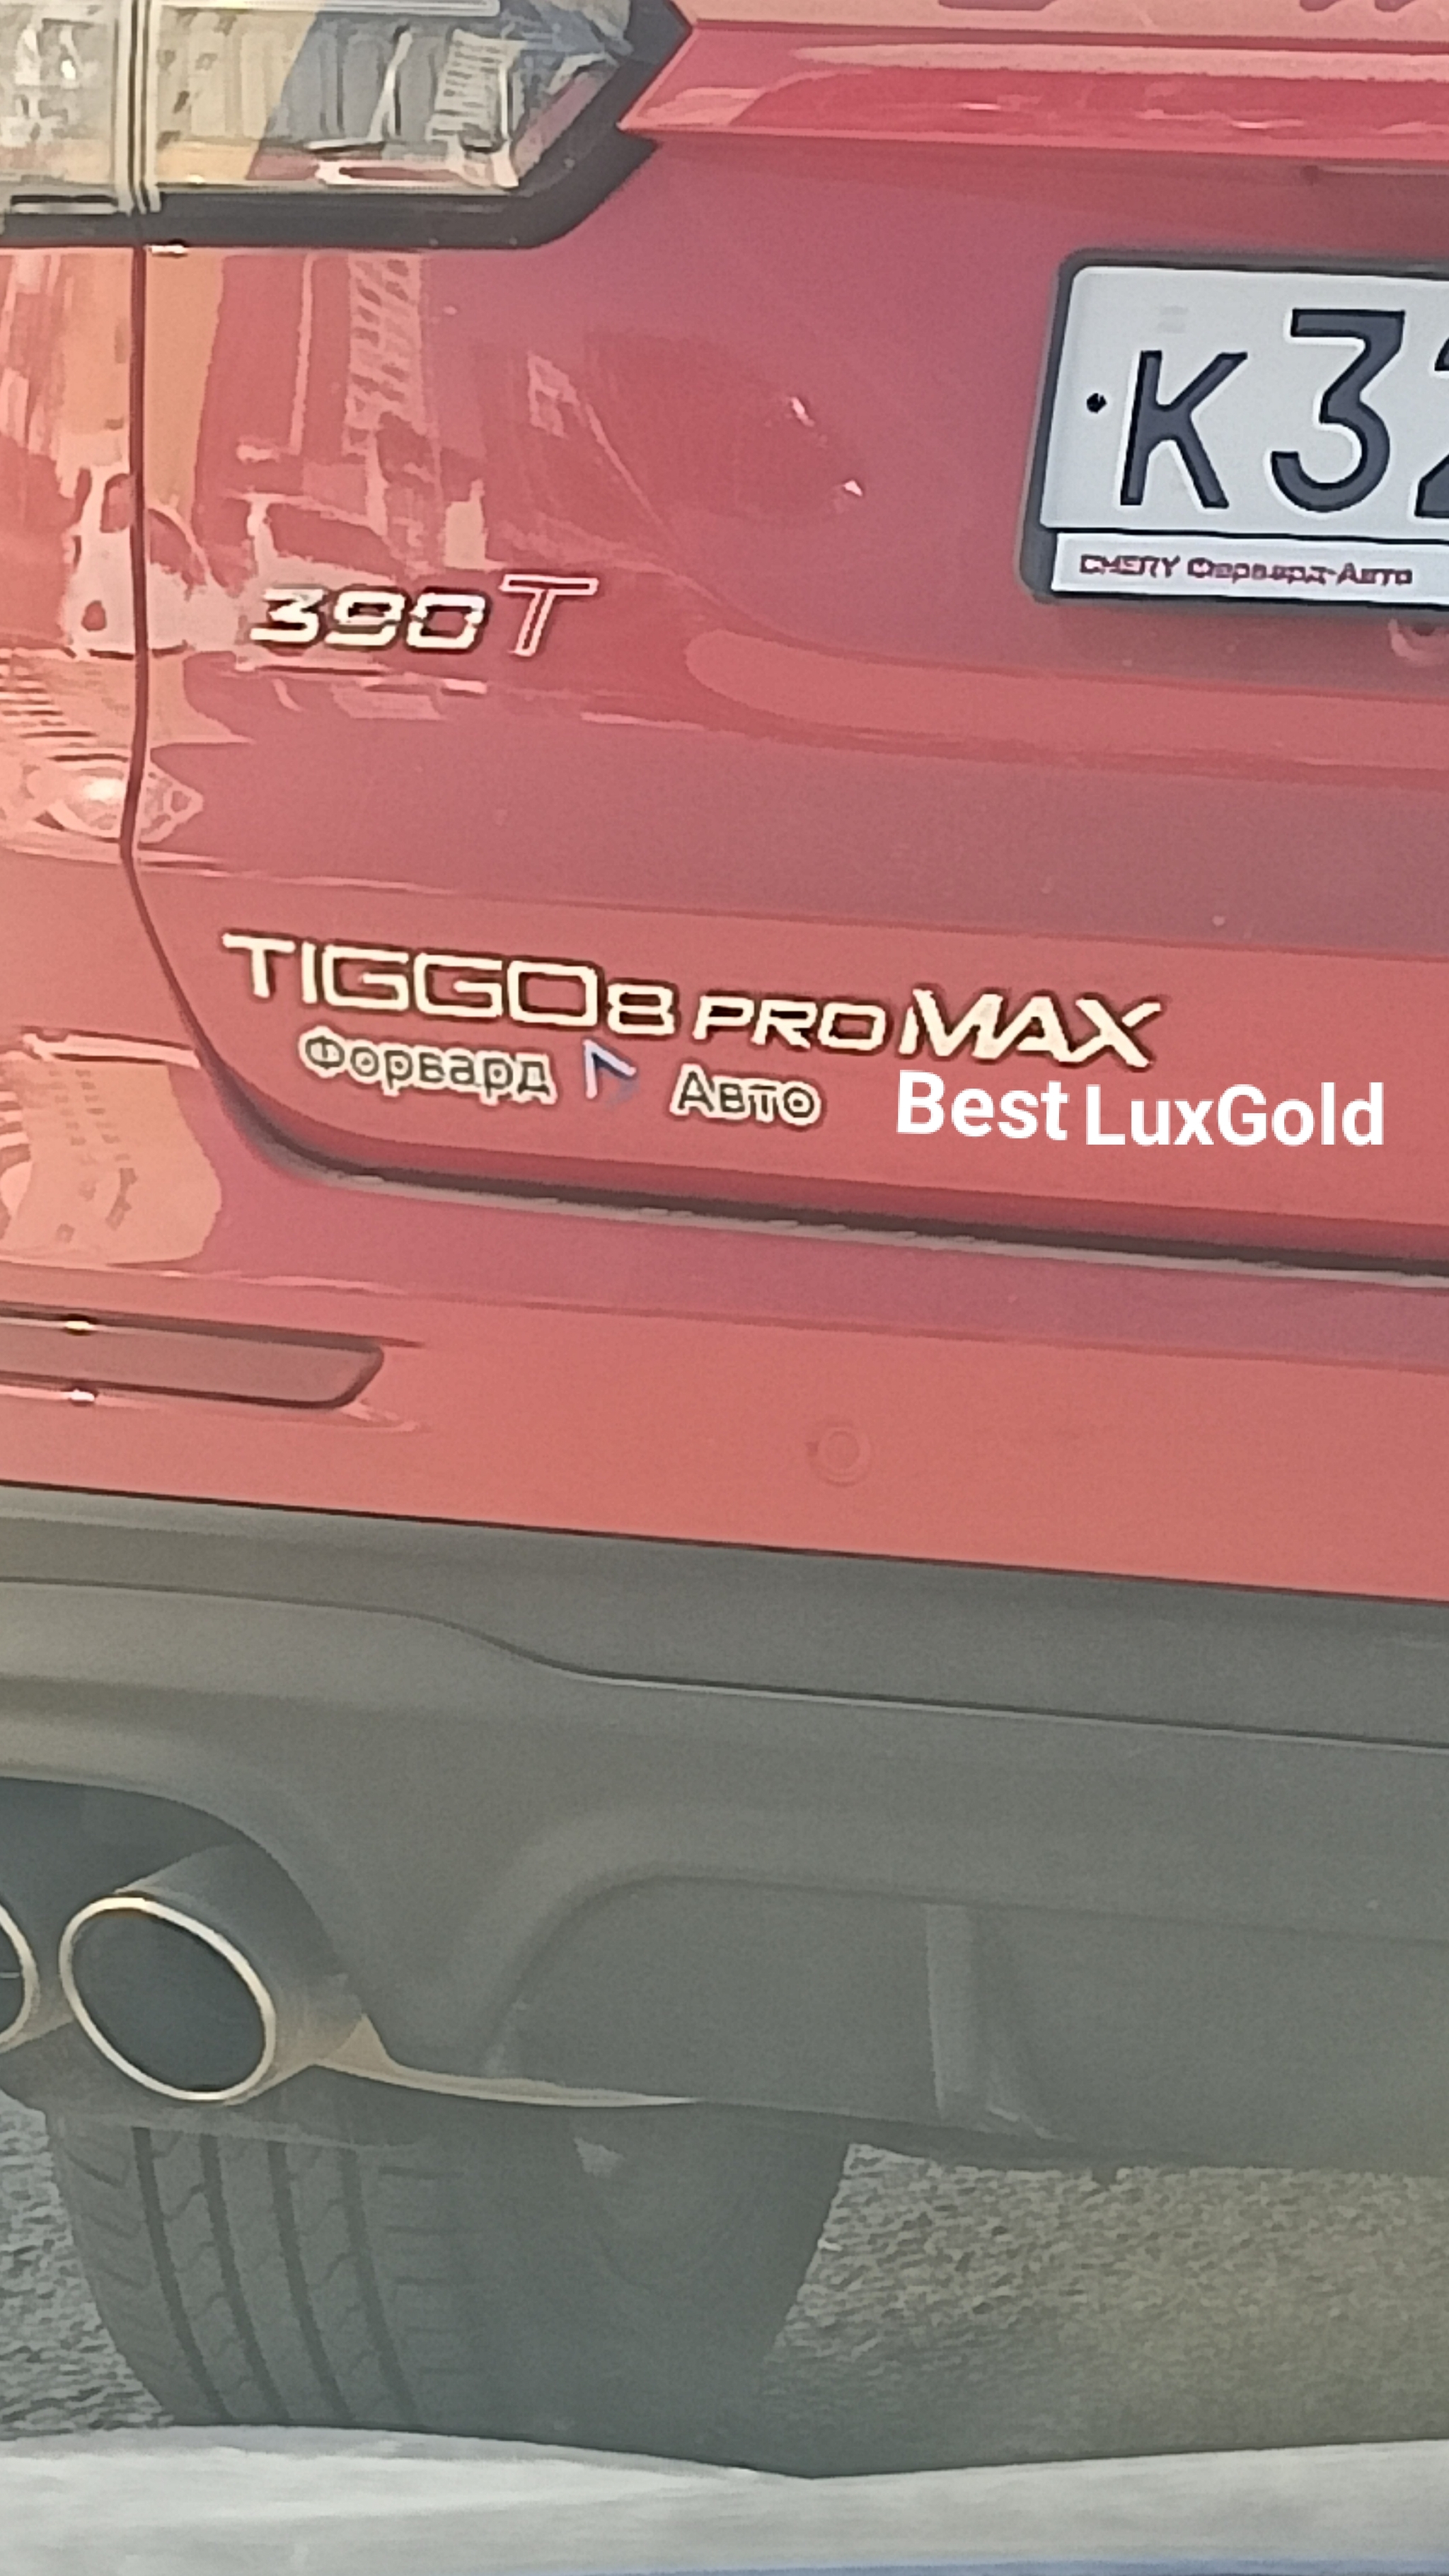 К32
CHERY Форвард-Авто
390T
TIGGO8 PRO MAX
Форвард Авто
Best LuxGold